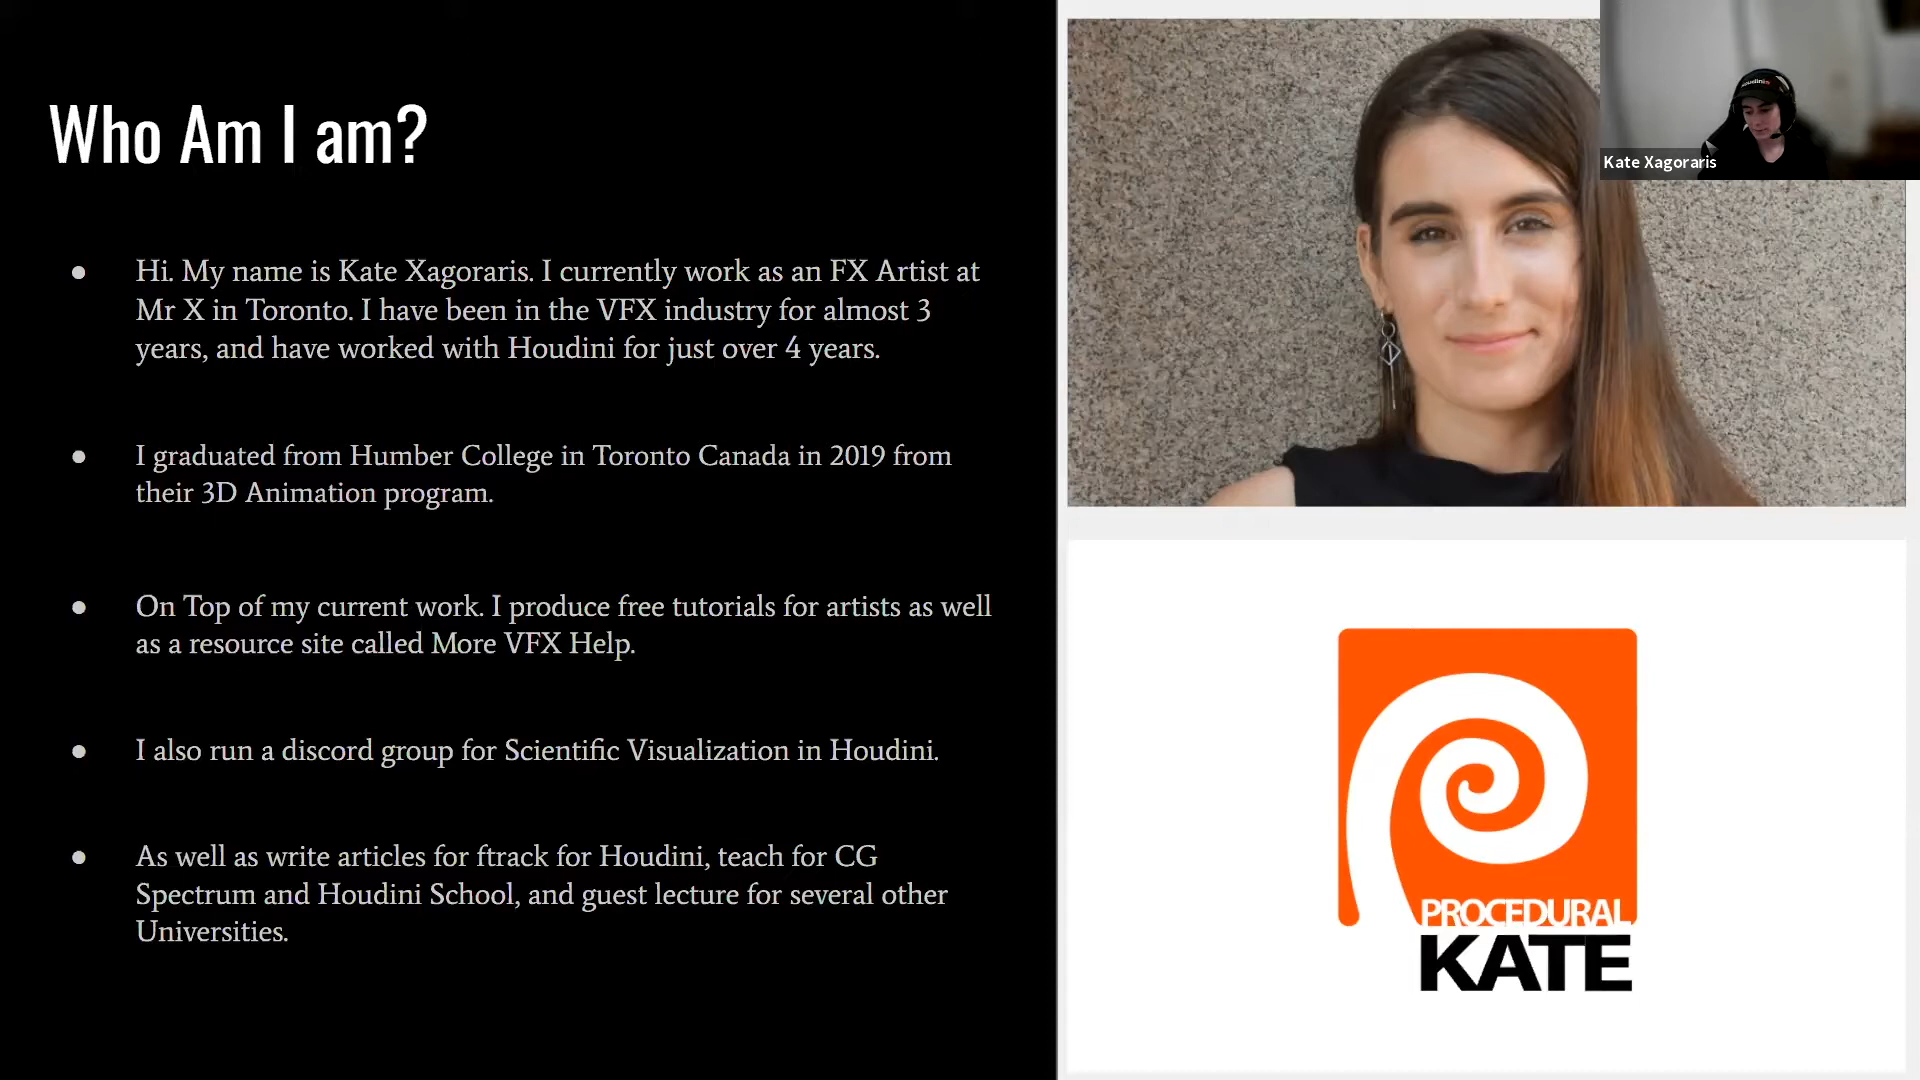 Who Am I am?
Hi. My name is Kate Xagoraris. I currently work as an FX Artist at
Mr X in Toronto. I have been in the VFX industry for almost 3
years, and have worked with Houdini for just over 4 years.
I graduated from Humber College in Toronto Canada in 2019 from
their 3D Animation program.
On Top of my current work. I produce free tutorials for artists as well
as a resource site called More VFX Help.
I also run a discord group for Scientific Visualization in Houdini.
As well as write articles for ftrack for Houdini, teach for CG
Spectrum and Houdini School, and guest lecture for several other
Universities.
Kate Xagoraris
PROCEDURAL
KATE